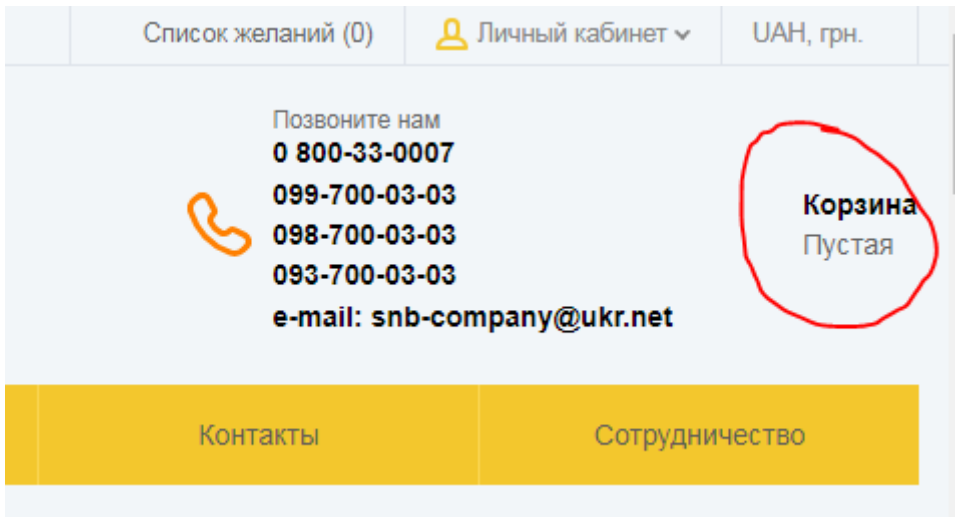 Список желаний (0)
Личный кабинет
UAH, грн.
Позвоните нам
0 800-33-0007
099-700-03-03
098-700-03-03
093-700-03-03
e-mail: snb-company@ukr.net
Корзина
Пустая
Контакты
Сотрудничество